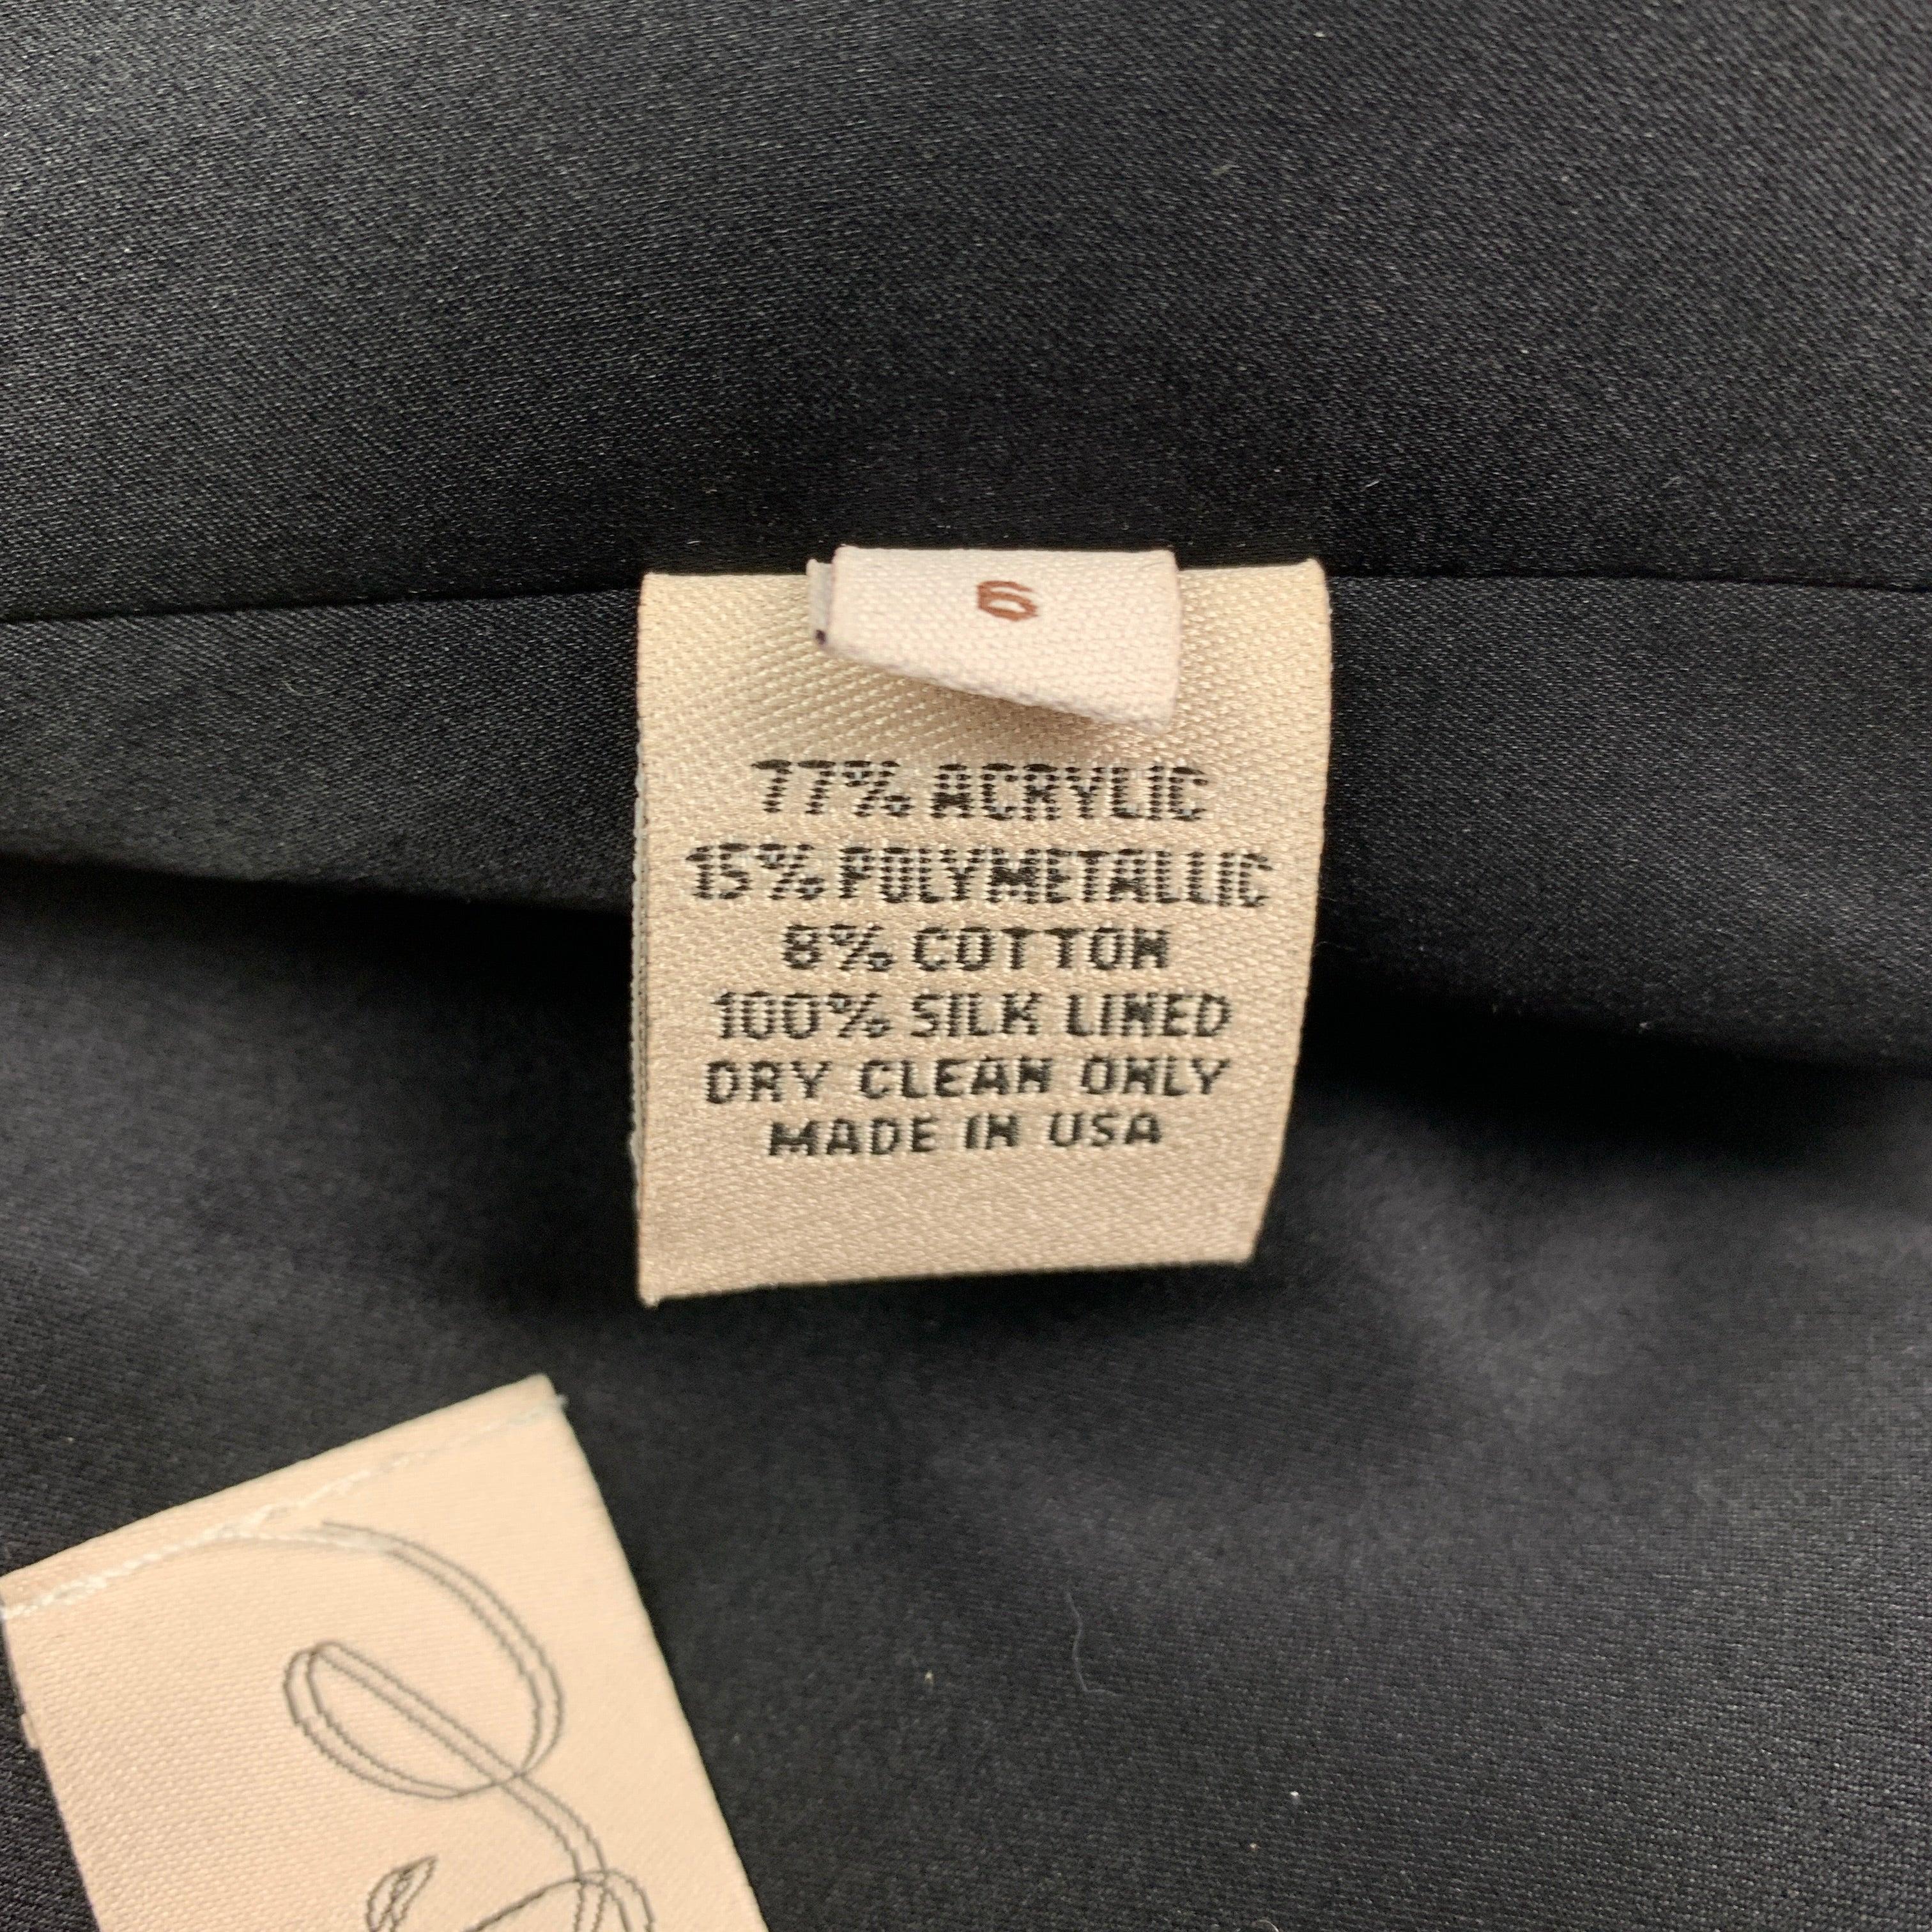 6
77% ACRYLIC
15% POLYMETALLIC
8% COTTON
100% SILK LINED
DRY CLEAN ONLY
MADE IN USA